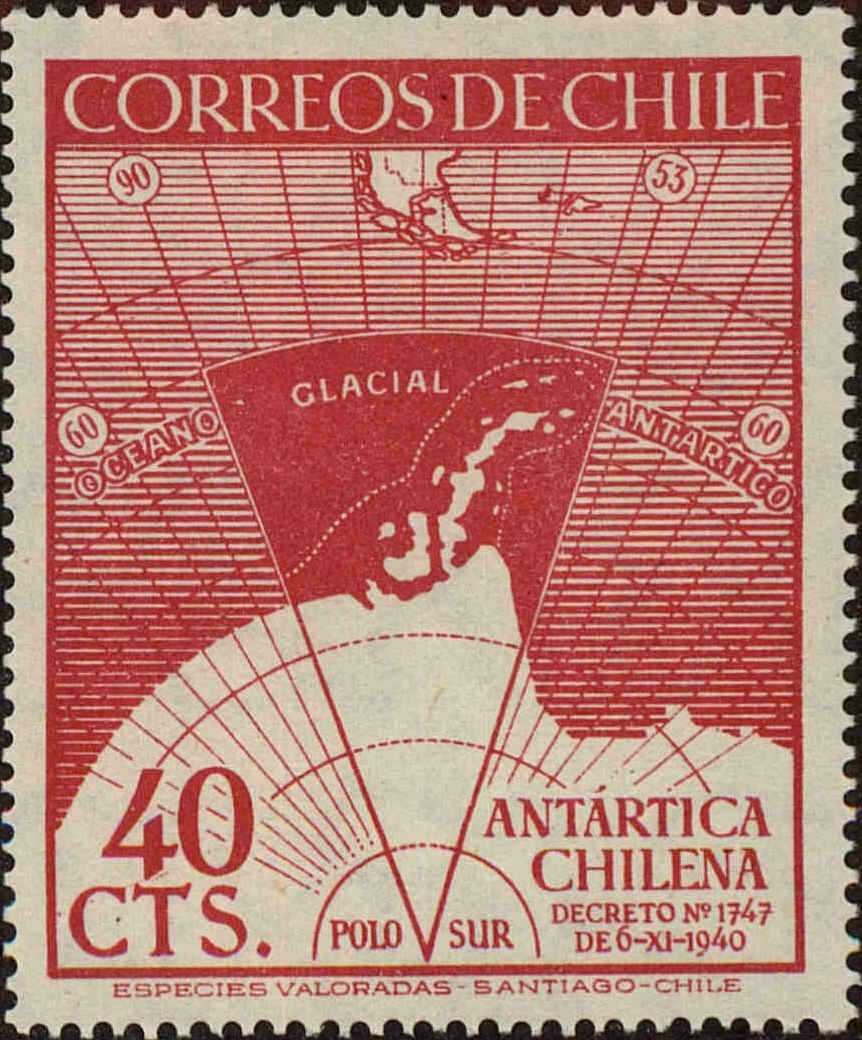 CORREOS DE CHILE
90
53
GLACIAL
60
OCEANO
ANTARTICO
60
40
CTS.
ANTÁRTICA
CHILENA
DECRETO Nº 1747
DE 6-XI-1940
POLO SUR
ESPECIES VALORADAS - SANTIAGO - CHILE